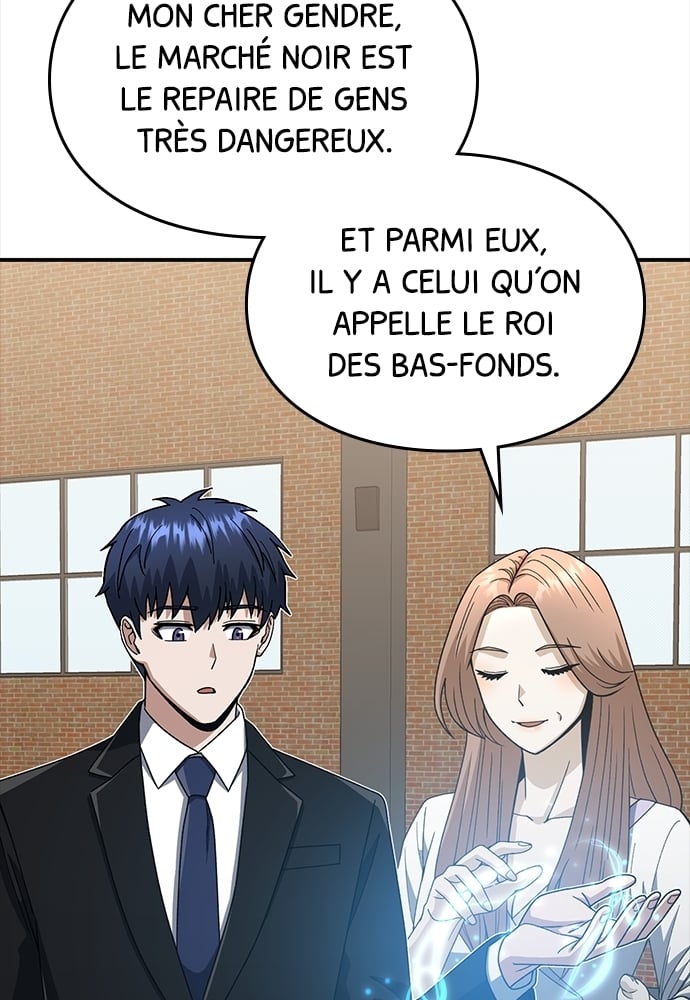 MON CHER GENDRE,
LE MARCHÉ NOIR EST
LE REPAIRE DE GENS
TRÈS DANGEREUX.
ET PARMI EUX,
IL Y A CELUI QU'ON
APPELLE LE ROI
DES BAS-FONDS.